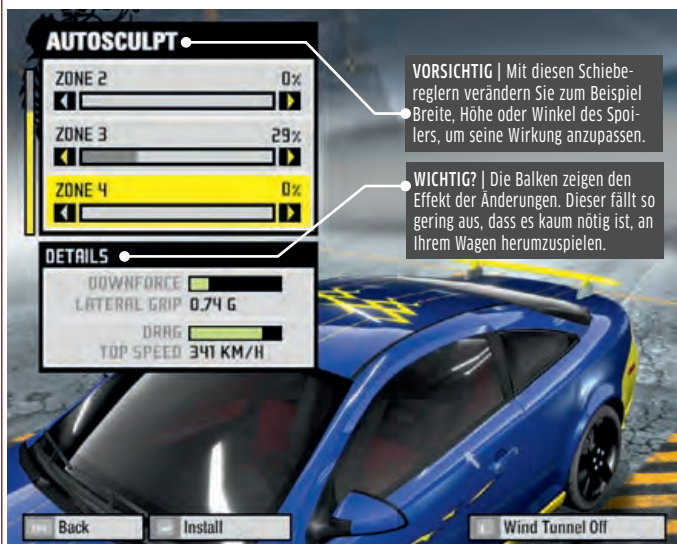 AUTOSCULPT
ZONE 2 0%
ZONE 3 29%
ZONE 4 0%
DETAILS
DOWNFORCE
LATERAL GRIP 0.74 G
DRAG
TOP SPEED 341 KM/H
VORSICHTIG | Mit diesen Schiebe-
reglern verändern Sie zum Beispiel
Breite, Höhe oder Winkel des Spoi-
lers, um seine Wirkung anzupassen.
WICHTIG? | Die Balken zeigen den
Effekt der Änderungen. Dieser fällt so
gering aus, dass es kaum nötig ist, an
Ihrem Wagen herumzuspielen.
Back
Install
Wind Tunnel Off